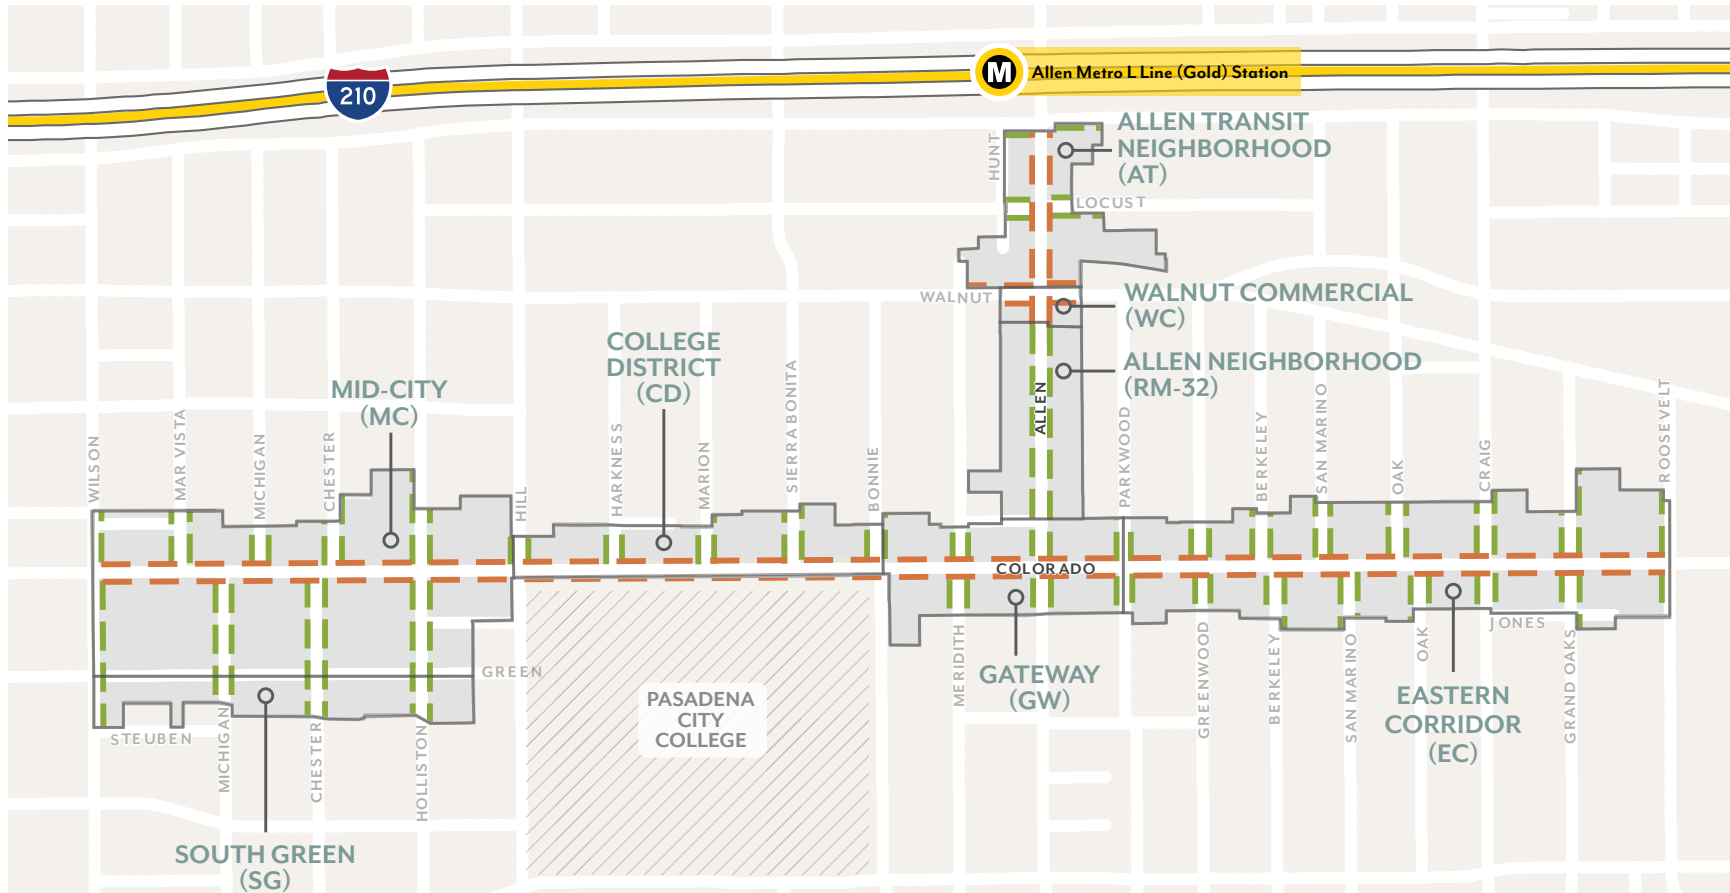 210
M
Allen Metro L Line (Gold) Station
ALLEN TRANSIT
NEIGHBORHOOD
(AT)
HUNT
LOCUST
WALNUT
WALNUT COMMERCIAL
(WC)
ALLEN NEIGHBORHOOD
(RM-32)
ALLEN
COLLEGE
DISTRICT
(CD)
MID-CITY
(MC)
WILSON
MAR VISTA
MICHIGAN
CHESTER
HILL
HARKNESS
MARION
SIERRA BONITA
BONNIE
PARKWOOD
BERKELEY
SAN MARINO
OAK
CRAIG
ROOSEVELT
COLORADO
GREEN
STEUBEN
MICHIGAN
CHESTER
HOLLISTON
PASADENA
CITY
COLLEGE
MERIDITH
GATEWAY
(GW)
GREENWOOD
BERKELEY
SAN MARINO
OAK
JONES
GRAND OAKS
EASTERN
CORRIDOR
(EC)
SOUTH GREEN
(SG)